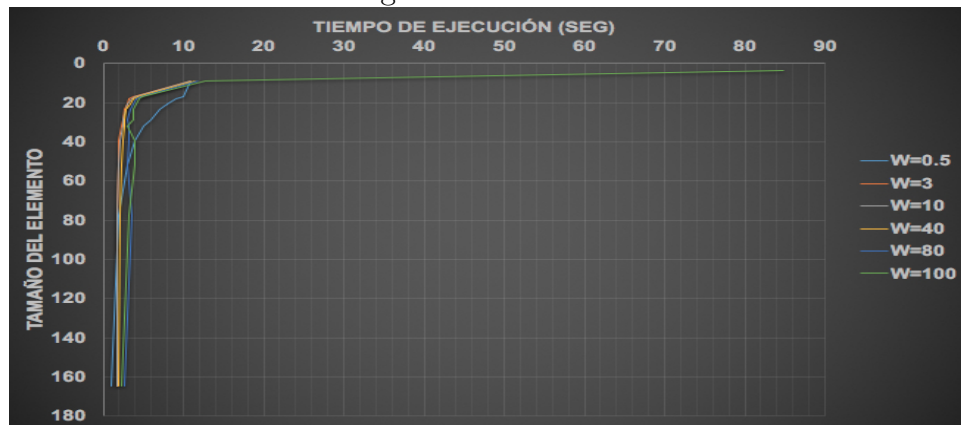 TIEMPO DE EJECUCIÓN (SEG)
0 10 20 30 40 50 60 70 80 90
0
20
40
60
80
100
120
140
160
180
TAMAÑO DEL ELEMENTO
W=0.5
W=3
W=10
W=40
W=80
W=100